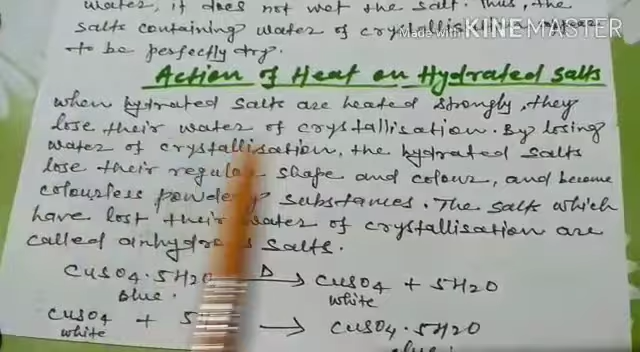 water, it does not wet the salt. Thus, the
salts containing water of crystallisation appear
Made with KINEMASTER
to be perfectly dry.
Action of Heat on Hydrated Salts
When hydrated salts are heated strongly, they
lose their water of crystallisation. By losing
water of crystallisation, the hydrated salts
lose their regular shape and colour, and become
colourless powdery substances. The salts which
have lost their water of crystallisation are
called anhydrous salts.
CuSO4.5H2O Δ→ CuSO4 + 5H2O
Blue. white
CuSO4 + 5H → CuSO4.5H2O
white